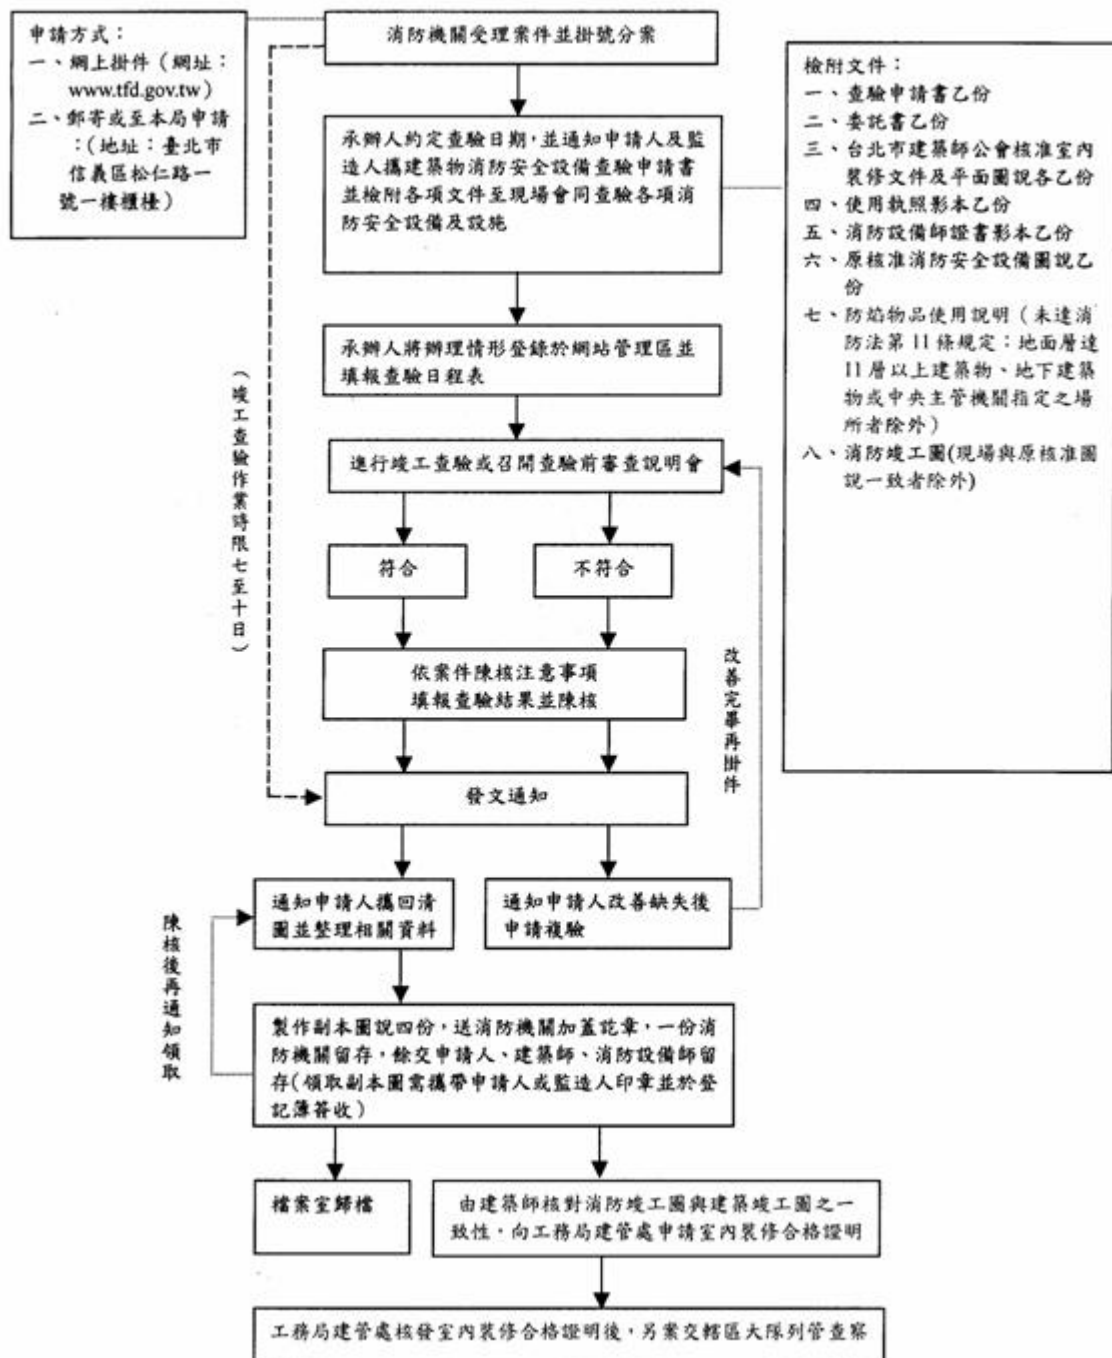 申請方式：
一、網上掛件（網址：
www.tfd.gov.tw）
二、郵寄或至本局申請
：(地址：臺北市
信義區松仁路一
號一樓櫃檯）
消防機關受理案件並掛號分案
檢附文件：
一、查驗申請書乙份
二、委託書乙份
三、台北市建築師公會核准室內
裝修文件及平面圖說各乙份
四、使用執照影本乙份
五、消防設備師證書影本乙份
六、原核准消防安全設備圖說乙
份
七、防焰物品使用說明（未達消
防法第11條規定：地面層達
11層以上建築物、地下建築
物或中央主管機關指定之場
所者除外）
八、消防竣工圖(現場與原核准圖
說一致者除外)
承辦人約定查驗日期，並通知申請人及監
造人攜建築物消防安全設備查驗申請書
並檢附各項文件至現場會同查驗各項消
防安全設備及設施
承辦人將辦理情形登錄於網站管理區並
填報查驗日程表
（竣工查驗作業時限七至十日）
進行竣工查驗或召開查驗前審查說明會
符合
不符合
依案件陳核注意事項
填報查驗結果並陳核
改善完畢再掛件
發文通知
通知申請人攜回清
圖並整理相關資料
通知申請人改善缺失後
申請複驗
陳核後再通知領取
製作副本圖說四份，送消防機關加蓋訖章，一份消
防機關留存，餘交申請人、建築師、消防設備師留
存(領取副本圖需攜帶申請人或監造人印章並於登
記簿簽收）
檔案室歸檔
由建築師核對消防竣工圖與建築竣工圖之一
致性，向工務局建管處申請室內裝修合格證明
工務局建管處核發室內裝修合格證明後，另案交轄區大隊列管查察